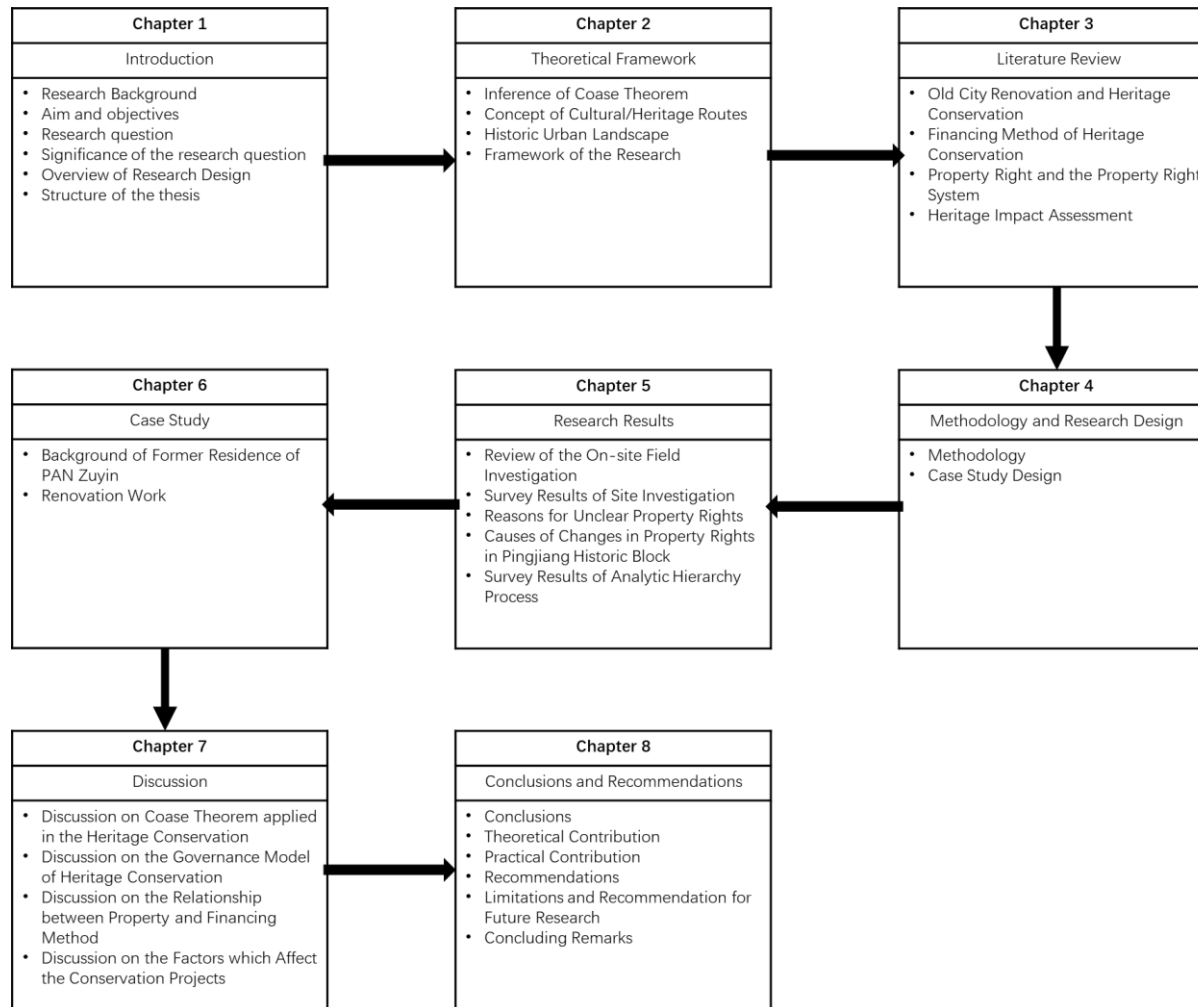 Chapter 1
Introduction
• Research Background
• Aim and objectives
• Research question
• Significance of the research question
• Overview of Research Design
• Structure of the thesis
Chapter 2
Theoretical Framework
• Inference of Coase Theorem
• Concept of Cultural/Heritage Routes
• Historic Urban Landscape
• Framework of the Research
Chapter 3
Literature Review
• Old City Renovation and Heritage
Conservation
• Financing Method of Heritage
Conservation
• Property Right and the Property Right
System
• Heritage Impact Assessment
Chapter 4
Methodology and Research Design
• Methodology
• Case Study Design
Chapter 5
Research Results
• Review of the On-site Field
Investigation
• Survey Results of Site Investigation
• Reasons for Unclear Property Rights
• Causes of Changes in Property Rights
in Pingjiang Historic Block
• Survey Results of Analytic Hierarchy
Process
Chapter 6
Case Study
• Background of Former Residence of
PAN Zuyin
• Renovation Work
Chapter 7
Discussion
• Discussion on Coase Theorem applied
in the Heritage Conservation
• Discussion on the Governance Model
of Heritage Conservation
• Discussion on the Relationship
between Property and Financing
Method
• Discussion on the Factors which Affect
the Conservation Projects
Chapter 8
Conclusions and Recommendations
• Conclusions
• Theoretical Contribution
• Practical Contribution
• Recommendations
• Limitations and Recommendation for
Future Research
• Concluding Remarks